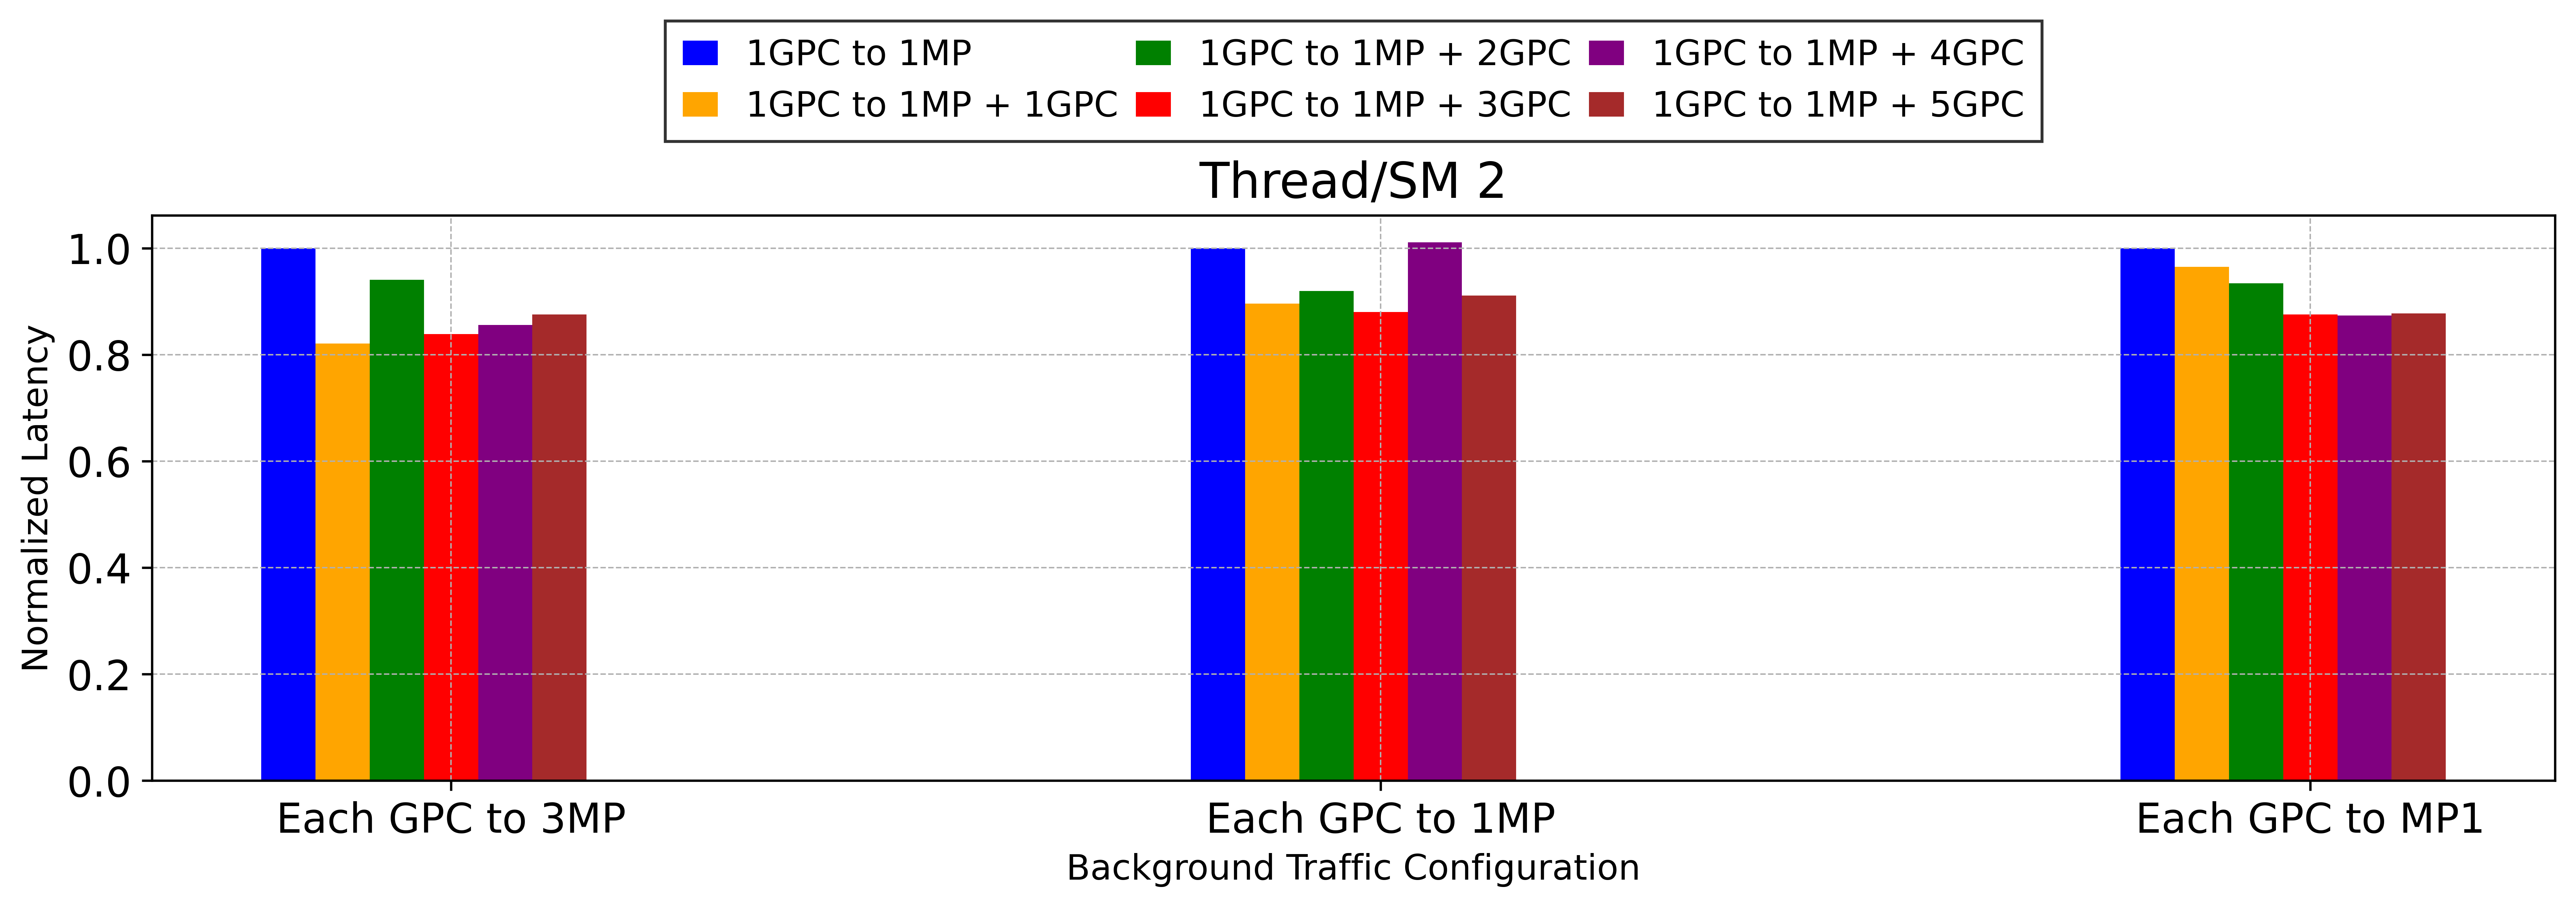 1GPC to 1MP
1GPC to 1MP + 1GPC
1GPC to 1MP + 2GPC
1GPC to 1MP + 3GPC
1GPC to 1MP + 4GPC
1GPC to 1MP + 5GPC
Thread/SM 2
Normalized Latency
1.0
0.8
0.6
0.4
0.2
0.0
Each GPC to 3MP
Each GPC to 1MP
Each GPC to MP1
Background Traffic Configuration